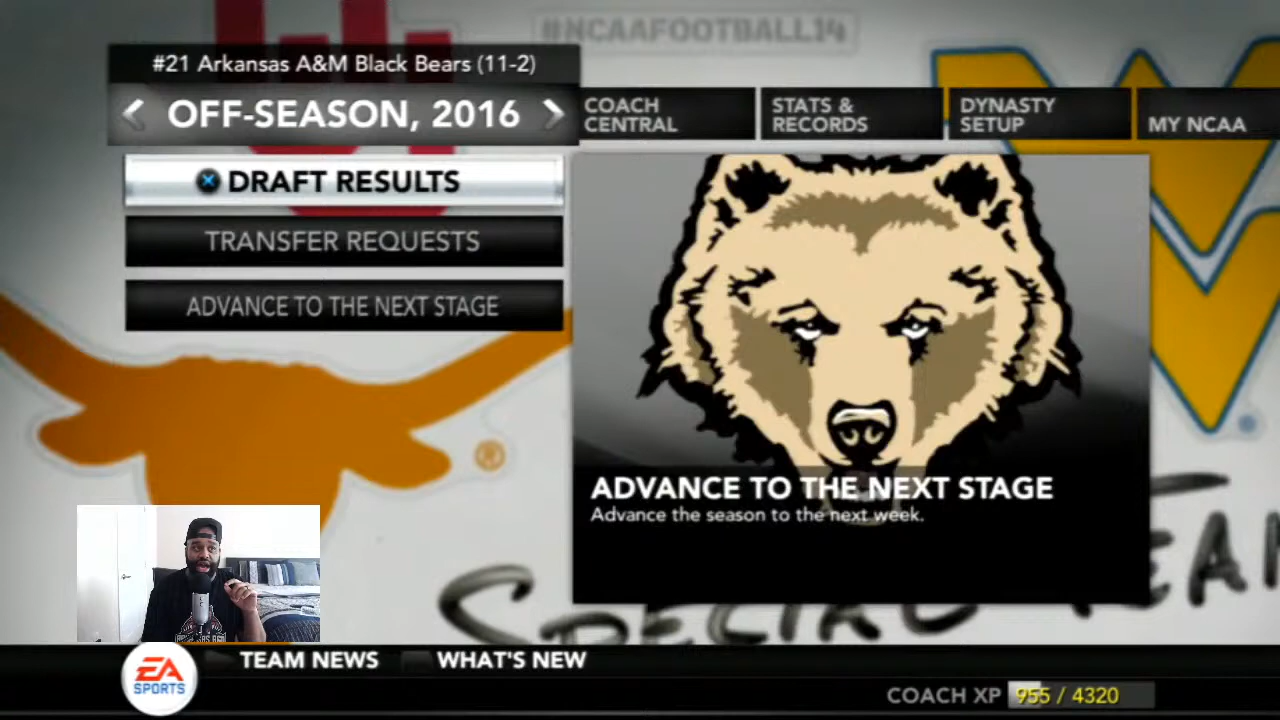 #NCAAFOOTBALL14
#21 Arkansas A&M Black Bears (11-2)
OFF-SEASON, 2016
COACH
CENTRAL
STATS &
RECORDS
DYNASTY
SETUP
MY NCAA
DRAFT RESULTS
TRANSFER REQUESTS
ADVANCE TO THE NEXT STAGE
®
ADVANCE TO THE NEXT STAGE
Advance the season to the next week.
SPECIAL TEA
EA
SPORTS
TEAM NEWS
WHAT'S NEW
COACH XP
955 / 4320